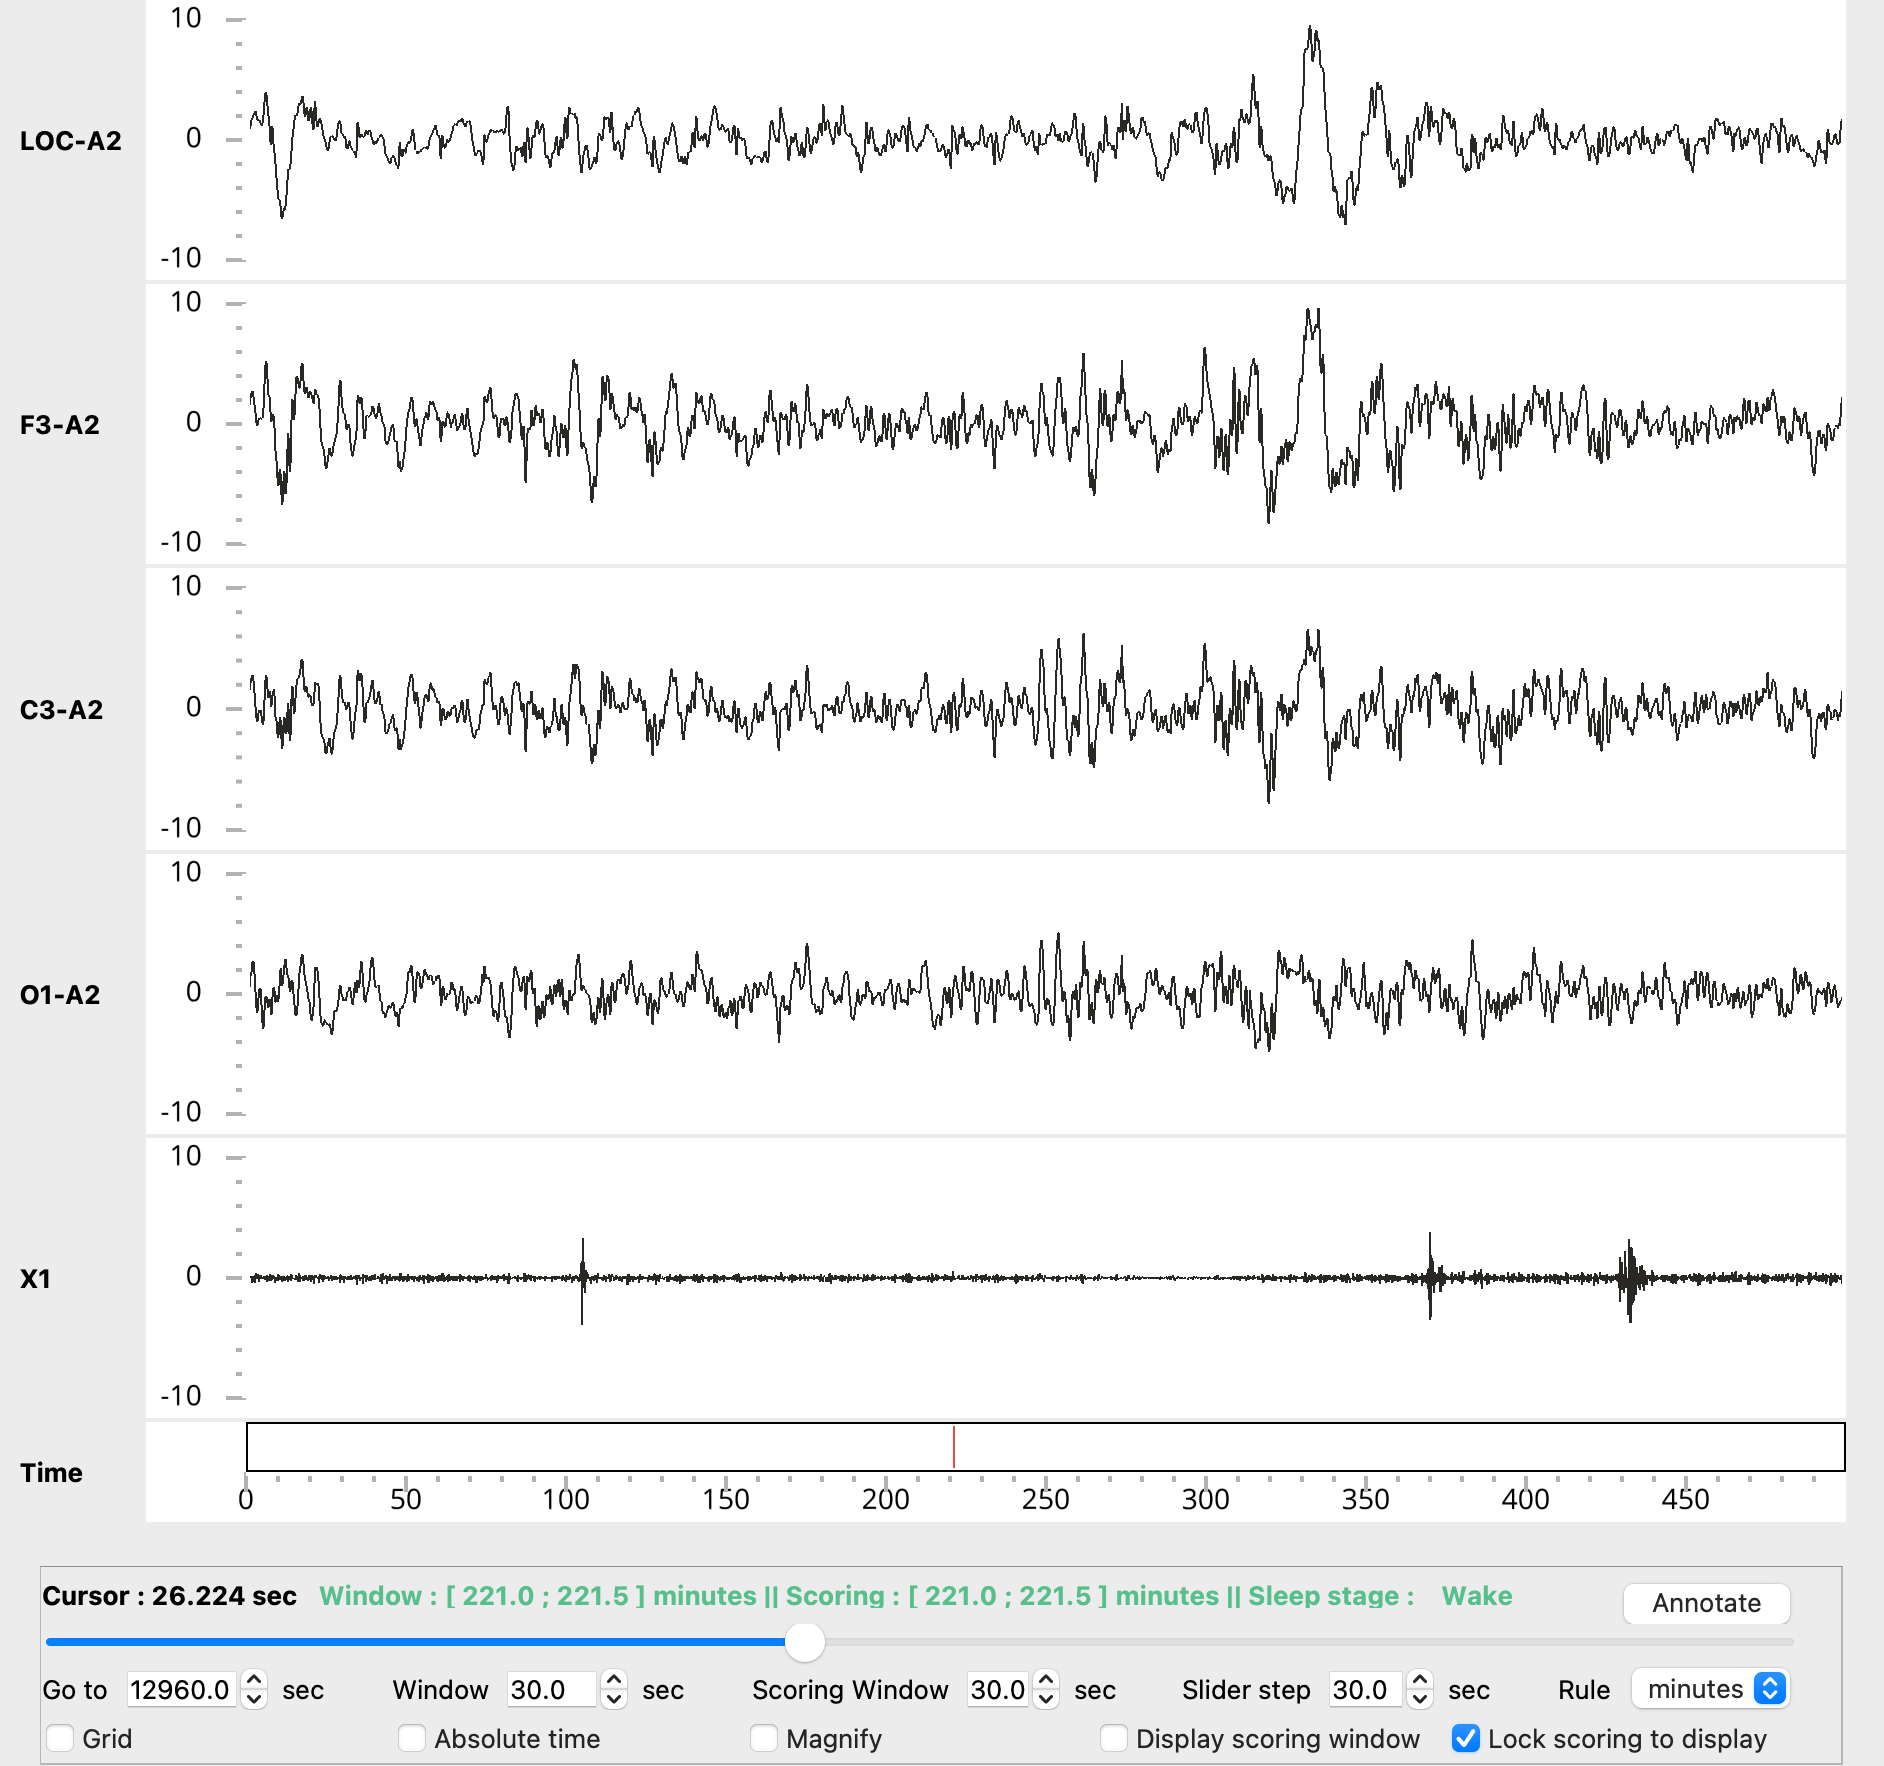 10
LOC-A2
0
-10
10
F3-A2
0
-10
10
C3-A2
0
-10
10
O1-A2
0
-10
10
X1
0
-10
Time
0 50 100 150 200 250 300 350 400 450
Cursor : 26.224 sec Window : [ 221.0 ; 221.5 ] minutes || Scoring : [ 221.0 ; 221.5 ] minutes || Sleep stage : Wake Annotate
Go to 12960.0 sec Window 30.0 sec Scoring Window 30.0 sec Slider step 30.0 sec Rule minutes
Grid Absolute time Magnify Display scoring window Lock scoring to display